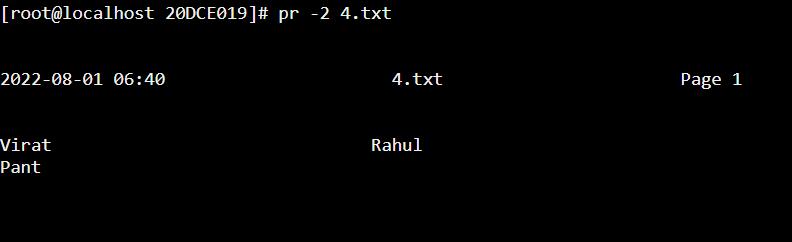 [root@localhost 20DCE019]# pr -2 4.txt
2022-08-01 06:40 4.txt Page 1
Virat Rahul
Pant